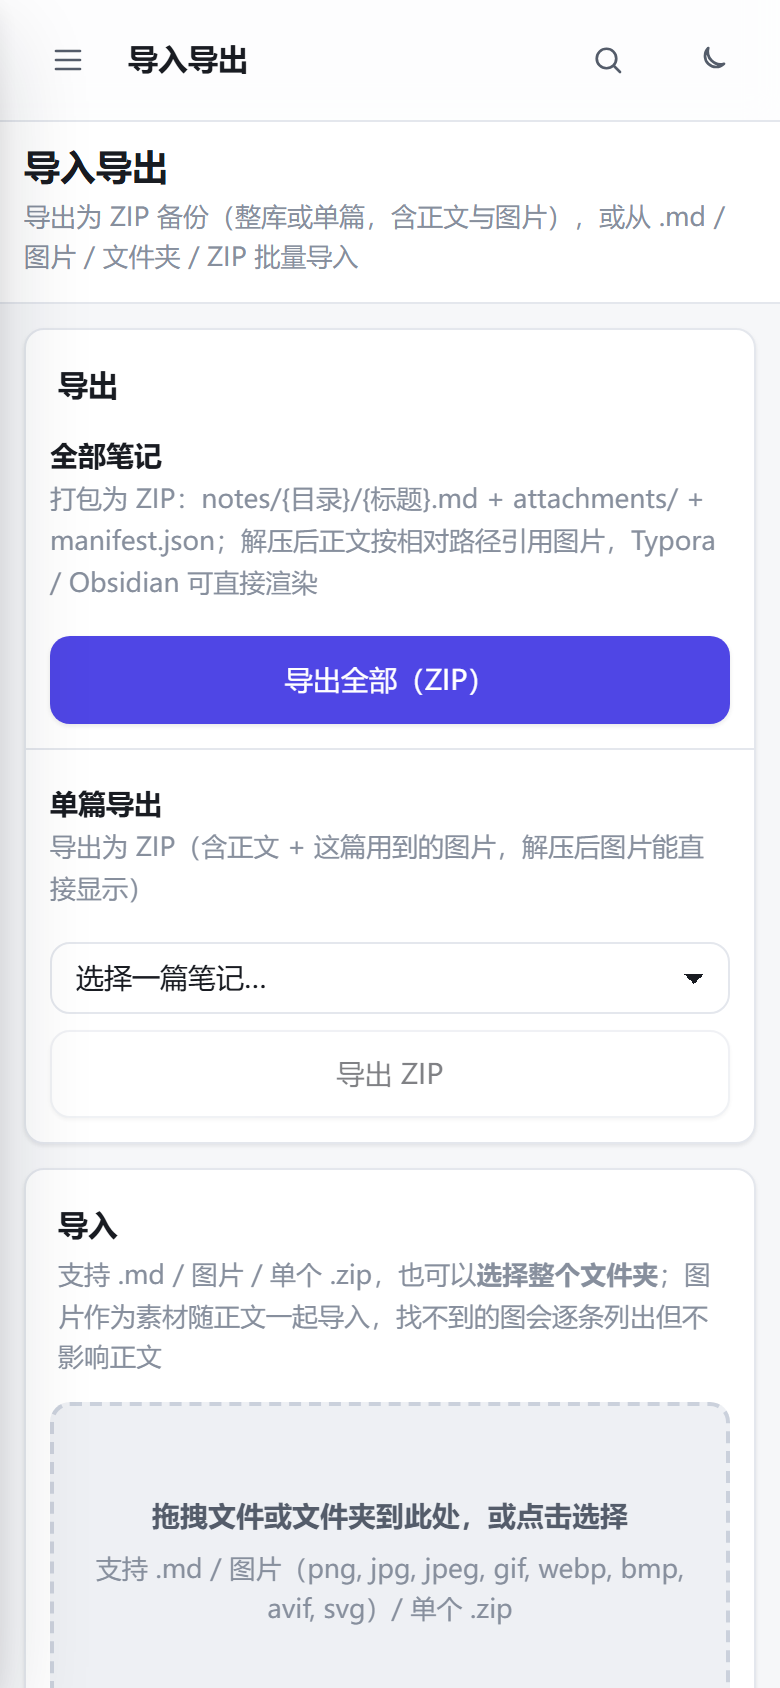 导入导出
导入导出
导出为 ZIP 备份（整库或单篇，含正文与图片），或从 .md /
图片 / 文件夹 / ZIP 批量导入
导出
全部笔记
打包为 ZIP：notes/{目录}/{标题}.md + attachments/ +
manifest.json；解压后正文按相对路径引用图片，Typora
/ Obsidian 可直接渲染
导出全部（ZIP）
单篇导出
导出为 ZIP（含正文 + 这篇用到的图片，解压后图片能直
接显示）
选择一篇笔记...
导出 ZIP
导入
支持 .md / 图片 / 单个 .zip，也可以选择整个文件夹；图
片作为素材随正文一起导入，找不到的图会逐条列出但不
影响正文
拖拽文件或文件夹到此处，或点击选择
支持 .md / 图片（png, jpg, jpeg, gif, webp, bmp,
avif, svg）/ 单个 .zip